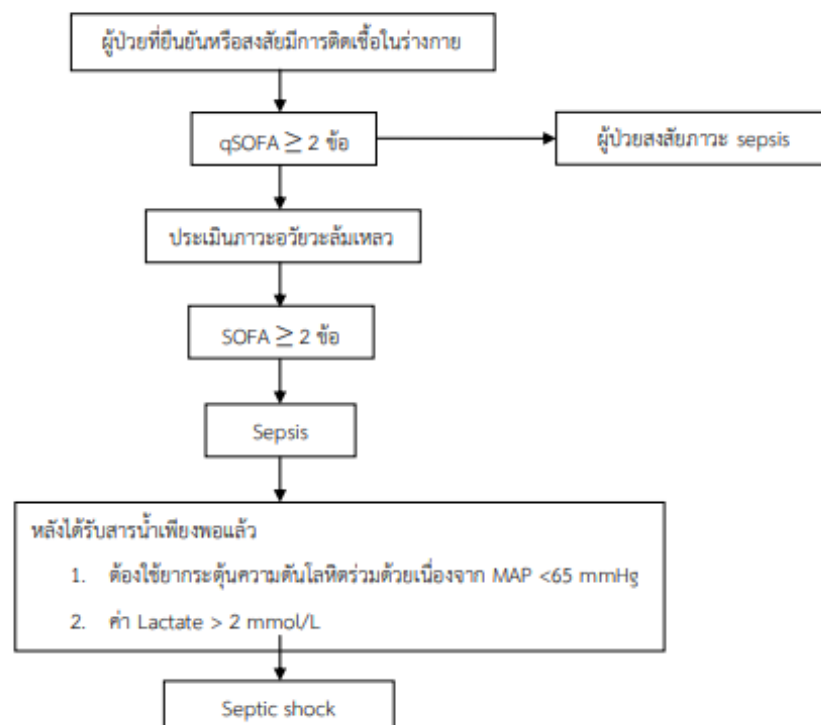 ผู้ป่วยที่ยืนยันหรือสงสัยมีการติดเชื้อในร่างกาย
qSOFA ≥ 2 ข้อ
ผู้ป่วยสงสัยภาวะ sepsis
ประเมินภาวะอวัยวะล้มเหลว
SOFA ≥ 2 ข้อ
Sepsis
หลังได้รับสารน้ำเพียงพอแล้ว
1. ต้องใช้ยากระตุ้นความดันโลหิตร่วมด้วยเนื่องจาก MAP <65 mmHg
2. ค่า Lactate > 2 mmol/L
Septic shock